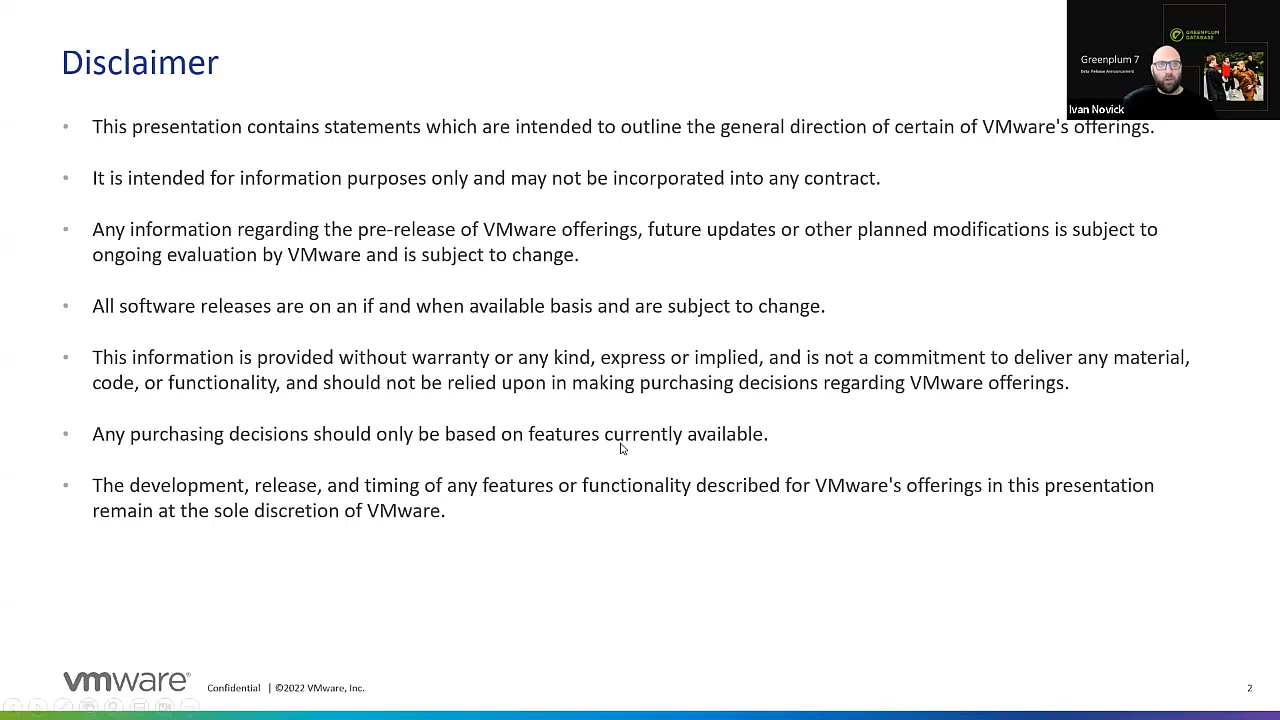 Disclaimer
GREENPLUM
DATABASE
Greenplum 7
Beta Release Announcement
Ivan Novick
• This presentation contains statements which are intended to outline the general direction of certain of VMware's offerings.
• It is intended for information purposes only and may not be incorporated into any contract.
• Any information regarding the pre-release of VMware offerings, future updates or other planned modifications is subject to
ongoing evaluation by VMware and is subject to change.
• All software releases are on an if and when available basis and are subject to change.
• This information is provided without warranty or any kind, express or implied, and is not a commitment to deliver any material,
code, or functionality, and should not be relied upon in making purchasing decisions regarding VMware offerings.
• Any purchasing decisions should only be based on features currently available.
• The development, release, and timing of any features or functionality described for VMware's offerings in this presentation
remain at the sole discretion of VMware.
vmware® Confidential | ©2022 VMware, Inc. 2